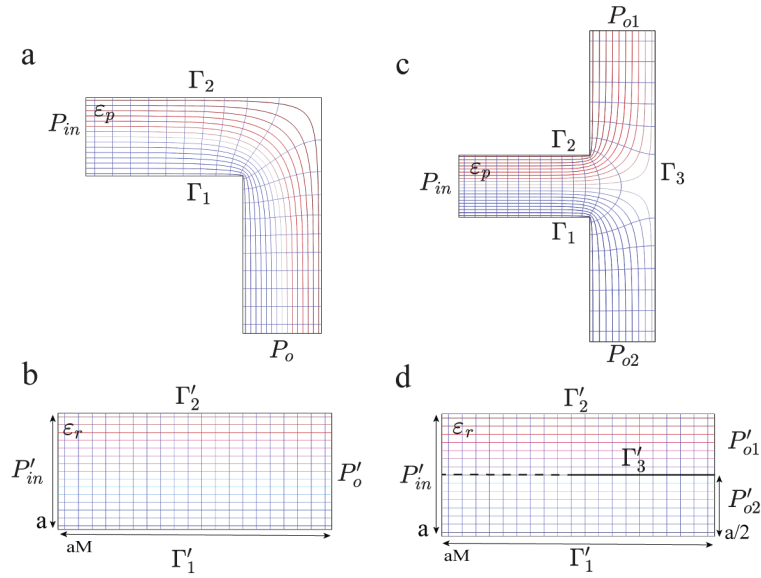 a
Γ₂
P_in
ε_p
Γ₁
P_o
b
Γ′₂
ε_r
P′_in
P′_o
a
aM
Γ′₁
c
P_o1
Γ₂
ε_p
P_in
Γ₃
Γ₁
P_o2
d
Γ′₂
ε_r
P′_o1
Γ′₃
P′_in
P′_o2
a
a/2
aM
Γ′₁